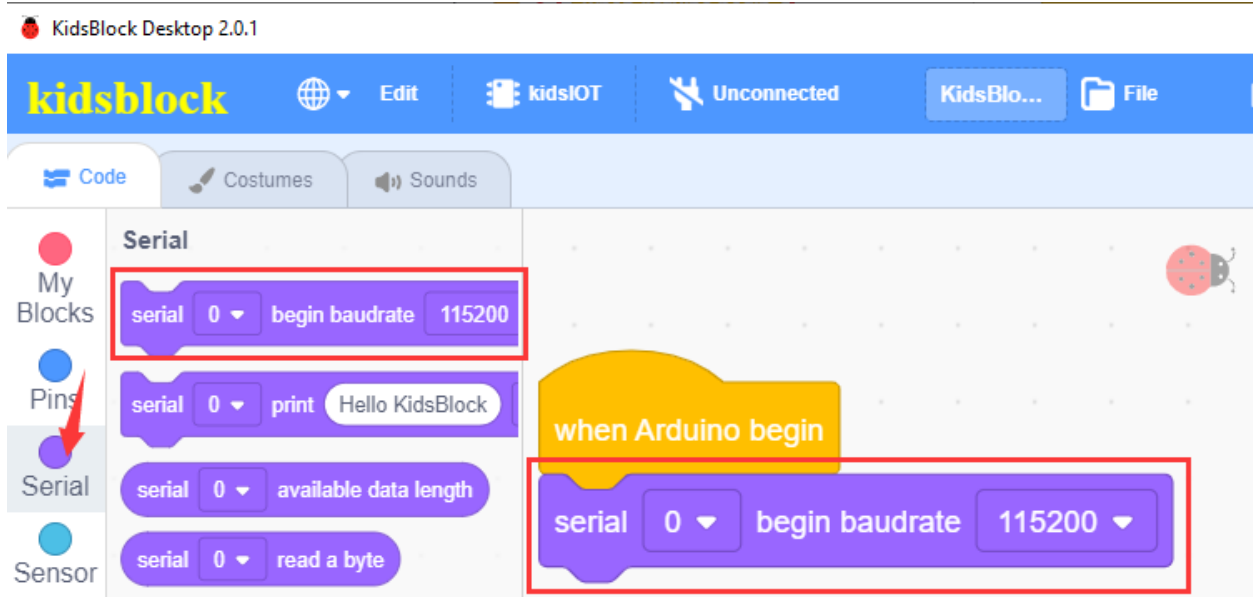 KidsBlock Desktop 2.0.1
kidsblock Edit kidsIOT Unconnected KidsBlo... File
Code Costumes Sounds
My Blocks
Pins
Serial
Sensor
Serial
serial 0 begin baudrate 115200
serial 0 print Hello KidsBlock
serial 0 available data length
serial 0 read a byte
when Arduino begin
serial 0 begin baudrate 115200